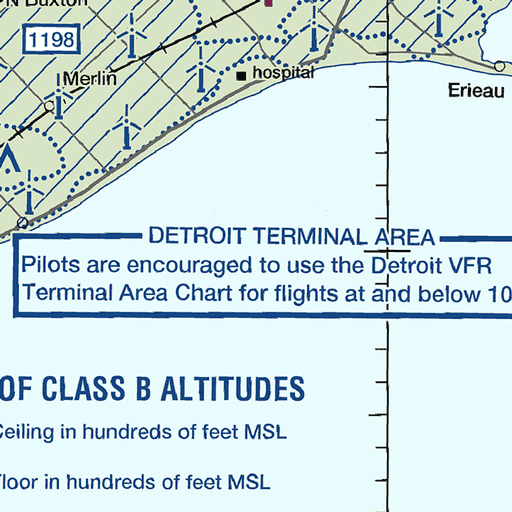 N Buxton
1198
Merlin
hospital
Erieau
DETROIT TERMINAL AREA
Pilots are encouraged to use the Detroit VFR
Terminal Area Chart for flights at and below 10
OF CLASS B ALTITUDES
Ceiling in hundreds of feet MSL
Floor in hundreds of feet MSL